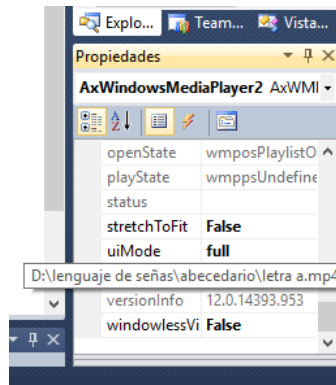 Explo... Team... Vista...
Propiedades
AxWindowsMediaPlayer2 AxWMI
openState wmposPlaylistO
playState wmppsUndefine
status
stretchToFit False
uiMode full
D:\lenguaje de señas\abecedario\letra a.mp4
versionInfo 12.0.14393.953
windowlessVi False